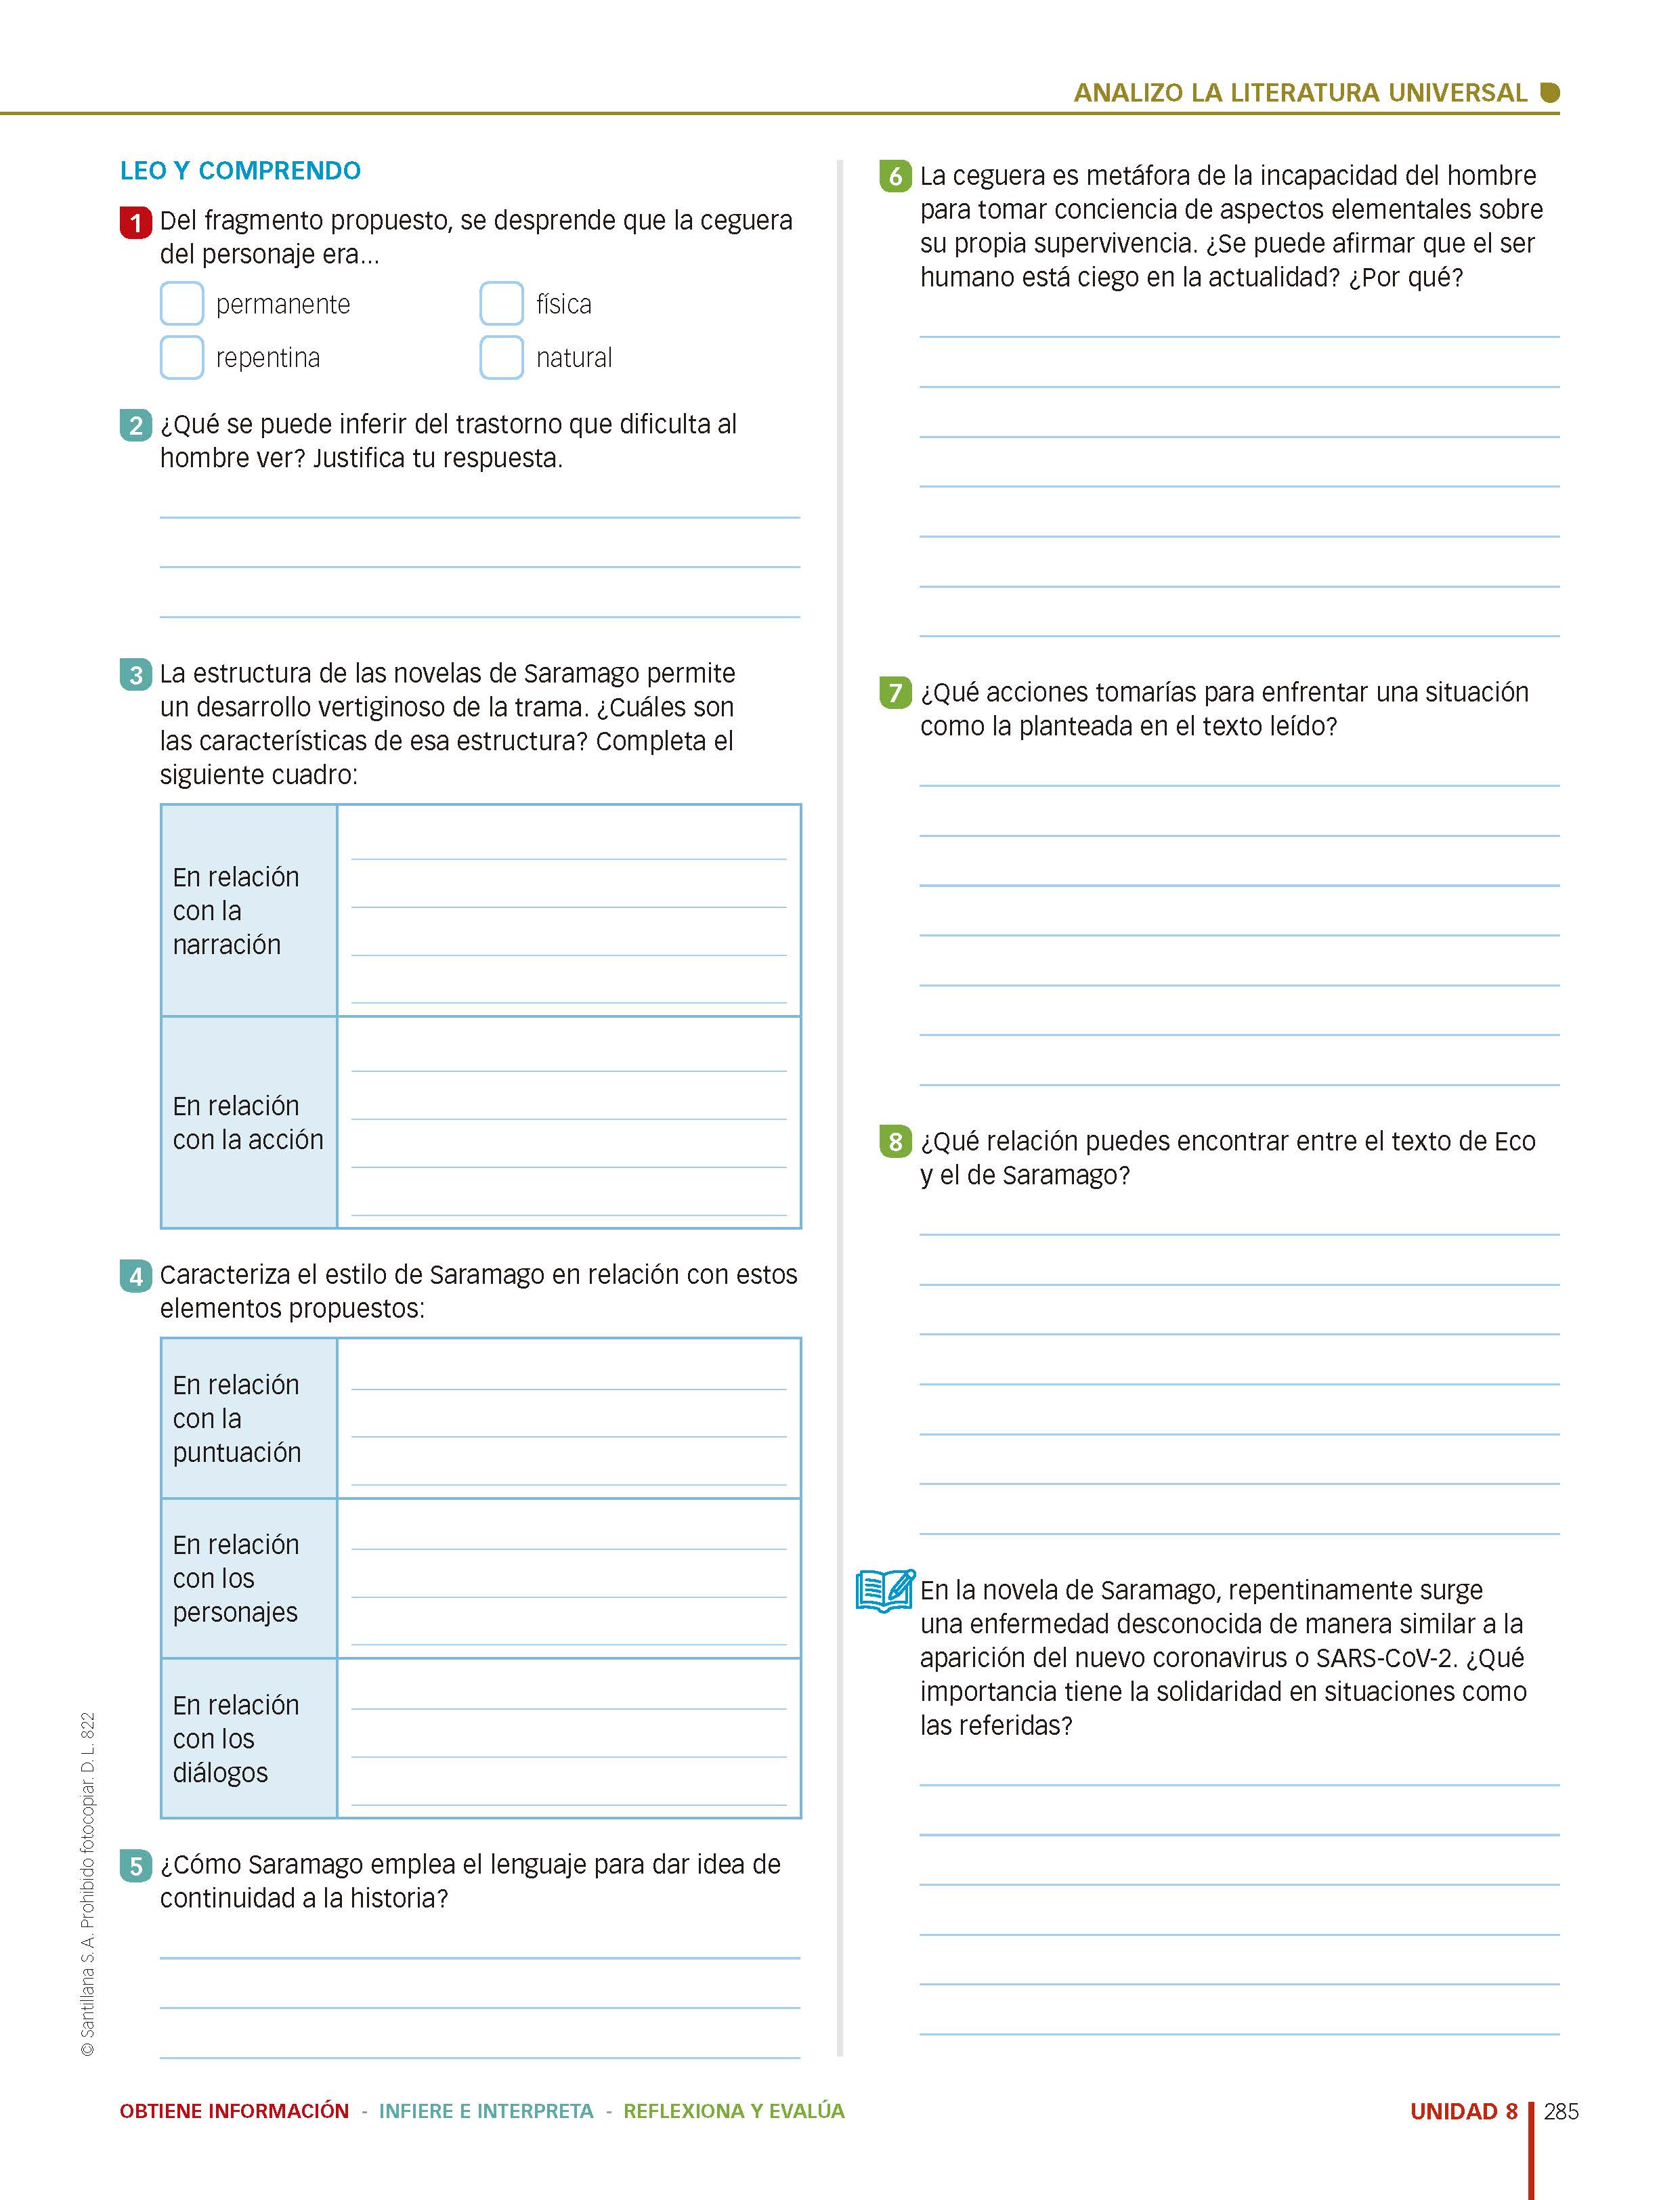 ANALIZO LA LITERATURA UNIVERSAL
LEO Y COMPRENDO
1 Del fragmento propuesto, se desprende que la ceguera
del personaje era...
permanente
física
repentina
natural
2 ¿Qué se puede inferir del trastorno que dificulta al
hombre ver? Justifica tu respuesta.
3 La estructura de las novelas de Saramago permite
un desarrollo vertiginoso de la trama. ¿Cuáles son
las características de esa estructura? Completa el
siguiente cuadro:
En relación
con la
narración
En relación
con la acción
4 Caracteriza el estilo de Saramago en relación con estos
elementos propuestos:
En relación
con la
puntuación
En relación
con los
personajes
En relación
con los
diálogos
5 ¿Cómo Saramago emplea el lenguaje para dar idea de
continuidad a la historia?
6 La ceguera es metáfora de la incapacidad del hombre
para tomar conciencia de aspectos elementales sobre
su propia supervivencia. ¿Se puede afirmar que el ser
humano está ciego en la actualidad? ¿Por qué?
7 ¿Qué acciones tomarías para enfrentar una situación
como la planteada en el texto leído?
8 ¿Qué relación puedes encontrar entre el texto de Eco
y el de Saramago?
En la novela de Saramago, repentinamente surge
una enfermedad desconocida de manera similar a la
aparición del nuevo coronavirus o SARS-CoV-2. ¿Qué
importancia tiene la solidaridad en situaciones como
las referidas?
© Santillana S. A. Prohibido fotocopiar. D. L. 822
OBTIENE INFORMACIÓN - INFIERE E INTERPRETA - REFLEXIONA Y EVALÚA
UNIDAD 8 285